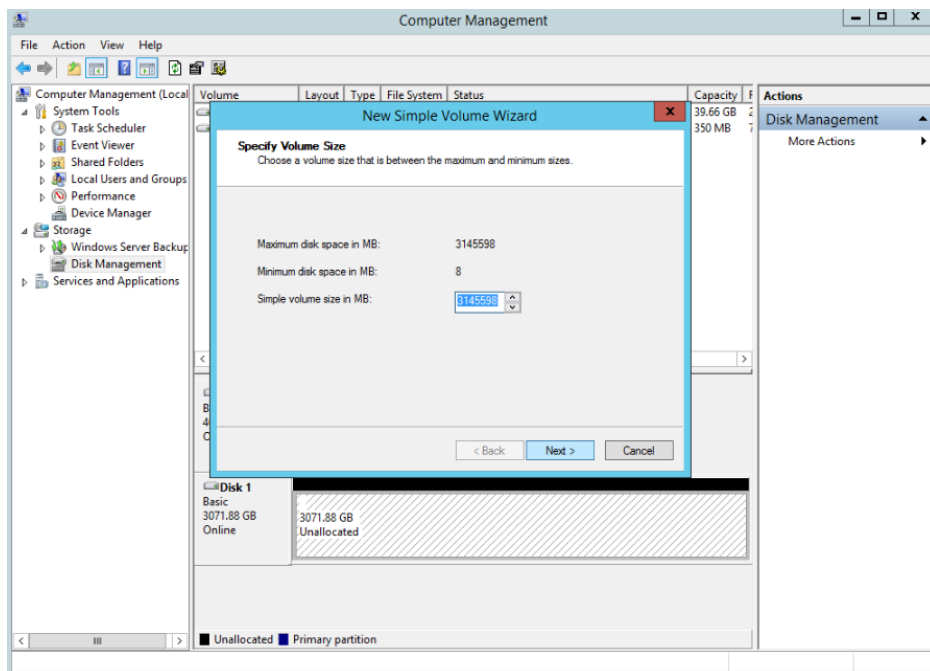 Computer Management
File Action View Help
Computer Management (Local
System Tools
Task Scheduler
Event Viewer
Shared Folders
Local Users and Groups
Performance
Device Manager
Storage
Windows Server Backup
Disk Management
Services and Applications
Volume Layout Type File System Status Capacity F
39.66 GB 2
350 MB 7
New Simple Volume Wizard
Specify Volume Size
Choose a volume size that is between the maximum and minimum sizes.
Maximum disk space in MB: 3145598
Minimum disk space in MB: 8
Simple volume size in MB: 3145598
< Back Next > Cancel
B
4
O
Disk 1
Basic
3071.88 GB
Online
3071.88 GB
Unallocated
Unallocated Primary partition
Actions
Disk Management
More Actions